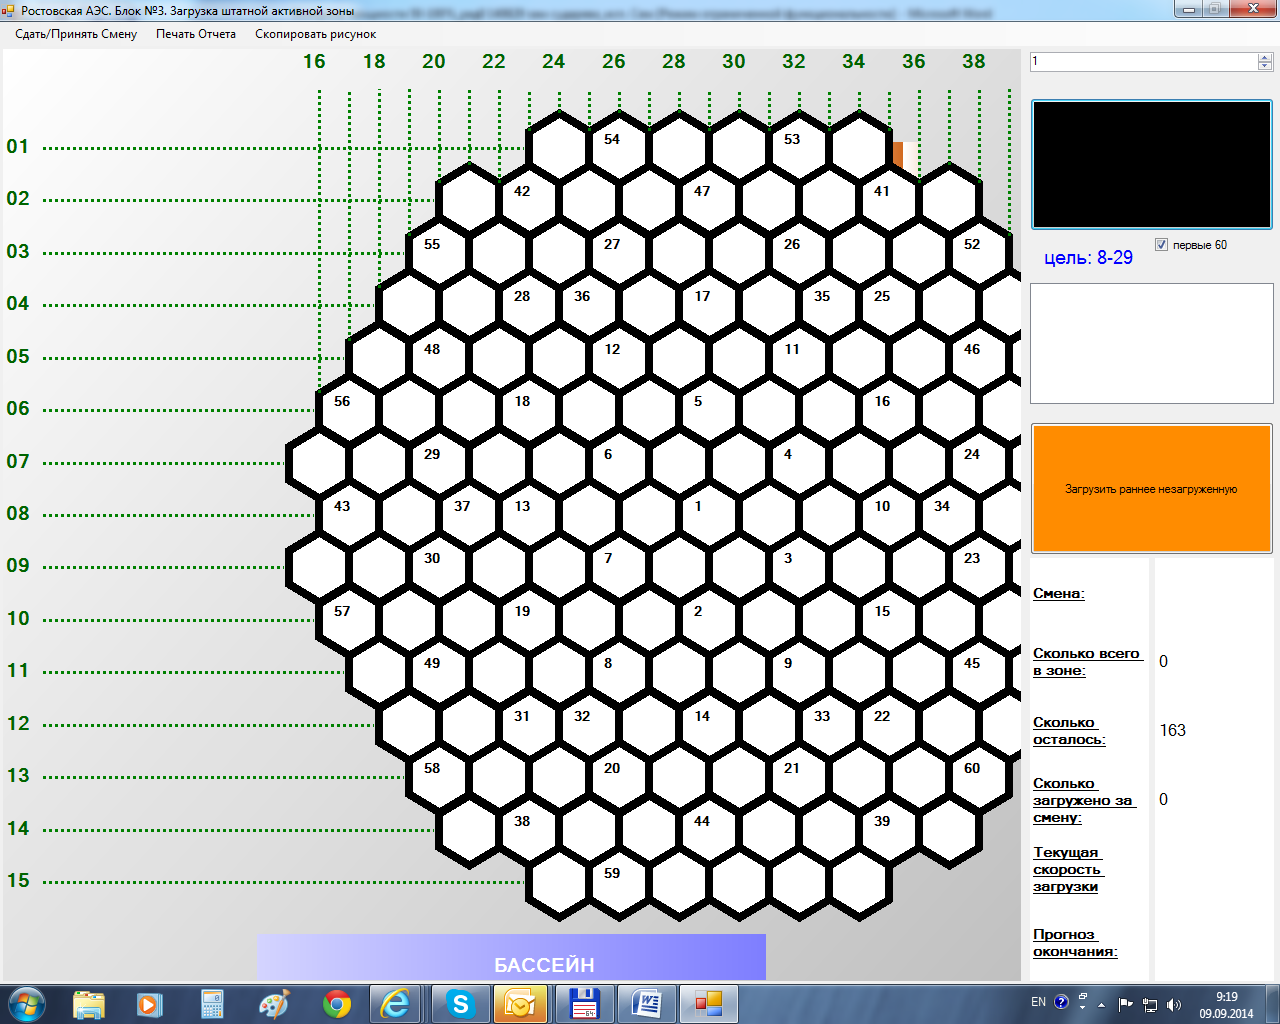 Ростовская АЭС. Блок №3. Загрузка штатной активной зоны
Сдать/Принять Смену Печать Отчета Скопировать рисунок
16 18 20 22 24 26 28 30 32 34 36 38
1
01 54 53
02 42 47 41
03 55 27 26 52
первые 60
цель: 8-29
04 28 36 17 35 25
05 48 12 11 46
06 56 18 5 16
07 29 6 4 24
Загрузить раннее незагруженную
08 43 37 13 1 10 34
09 30 7 3 23
10 57 19 2 15
11 49 8 9 45
12 31 32 14 33 22
13 58 20 21 60
14 38 44 39
15 59
БАССЕЙН
Смена:
Сколько всего
в зоне:
0
Сколько
осталось:
163
Сколько
загружено за
смену:
0
Текущая
скорость
загрузки
Прогноз
окончания:
EN
9:19
09.09.2014